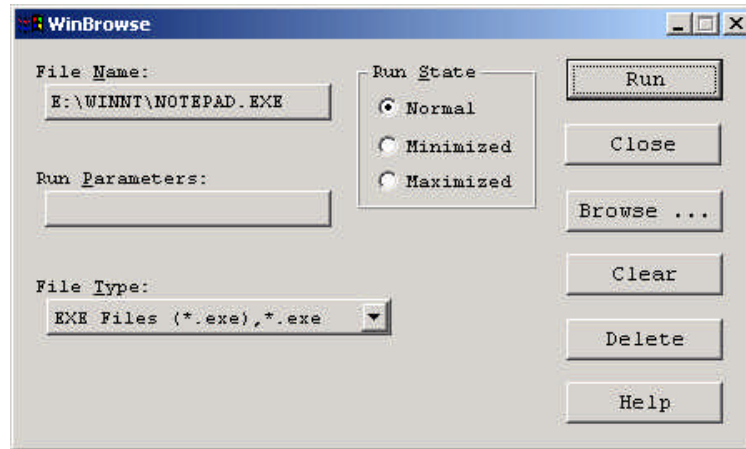 WinBrowse
File Name:
E:\WINNT\NOTEPAD.EXE
Run Parameters:
File Type:
EXE Files (*.exe),*.exe
Run State
Normal
Minimized
Maximized
Run
Close
Browse ...
Clear
Delete
Help